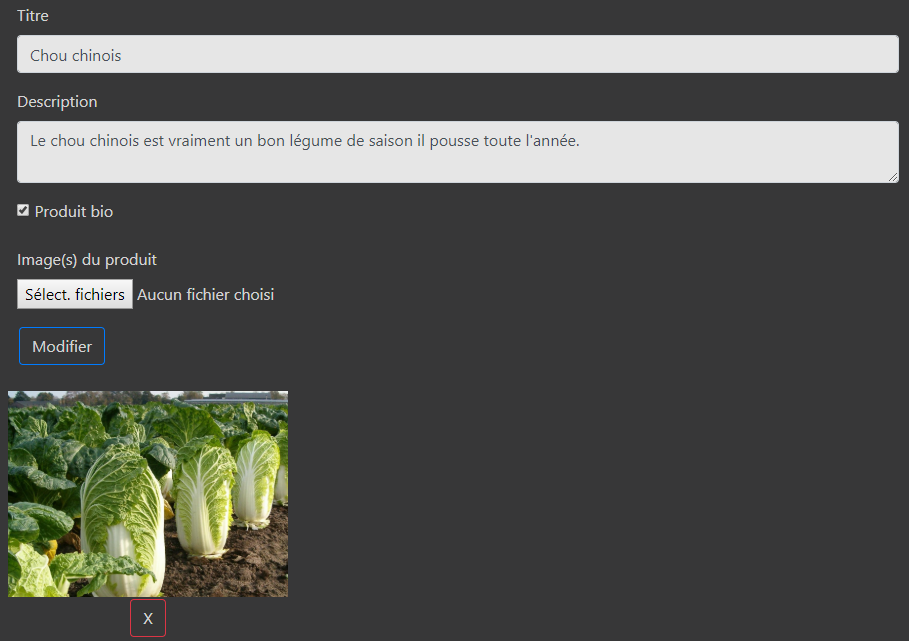 Titre
Chou chinois
Description
Le chou chinois est vraiment un bon légume de saison il pousse toute l'année.
Produit bio
Image(s) du produit
Sélect. fichiers Aucun fichier choisi
Modifier
X